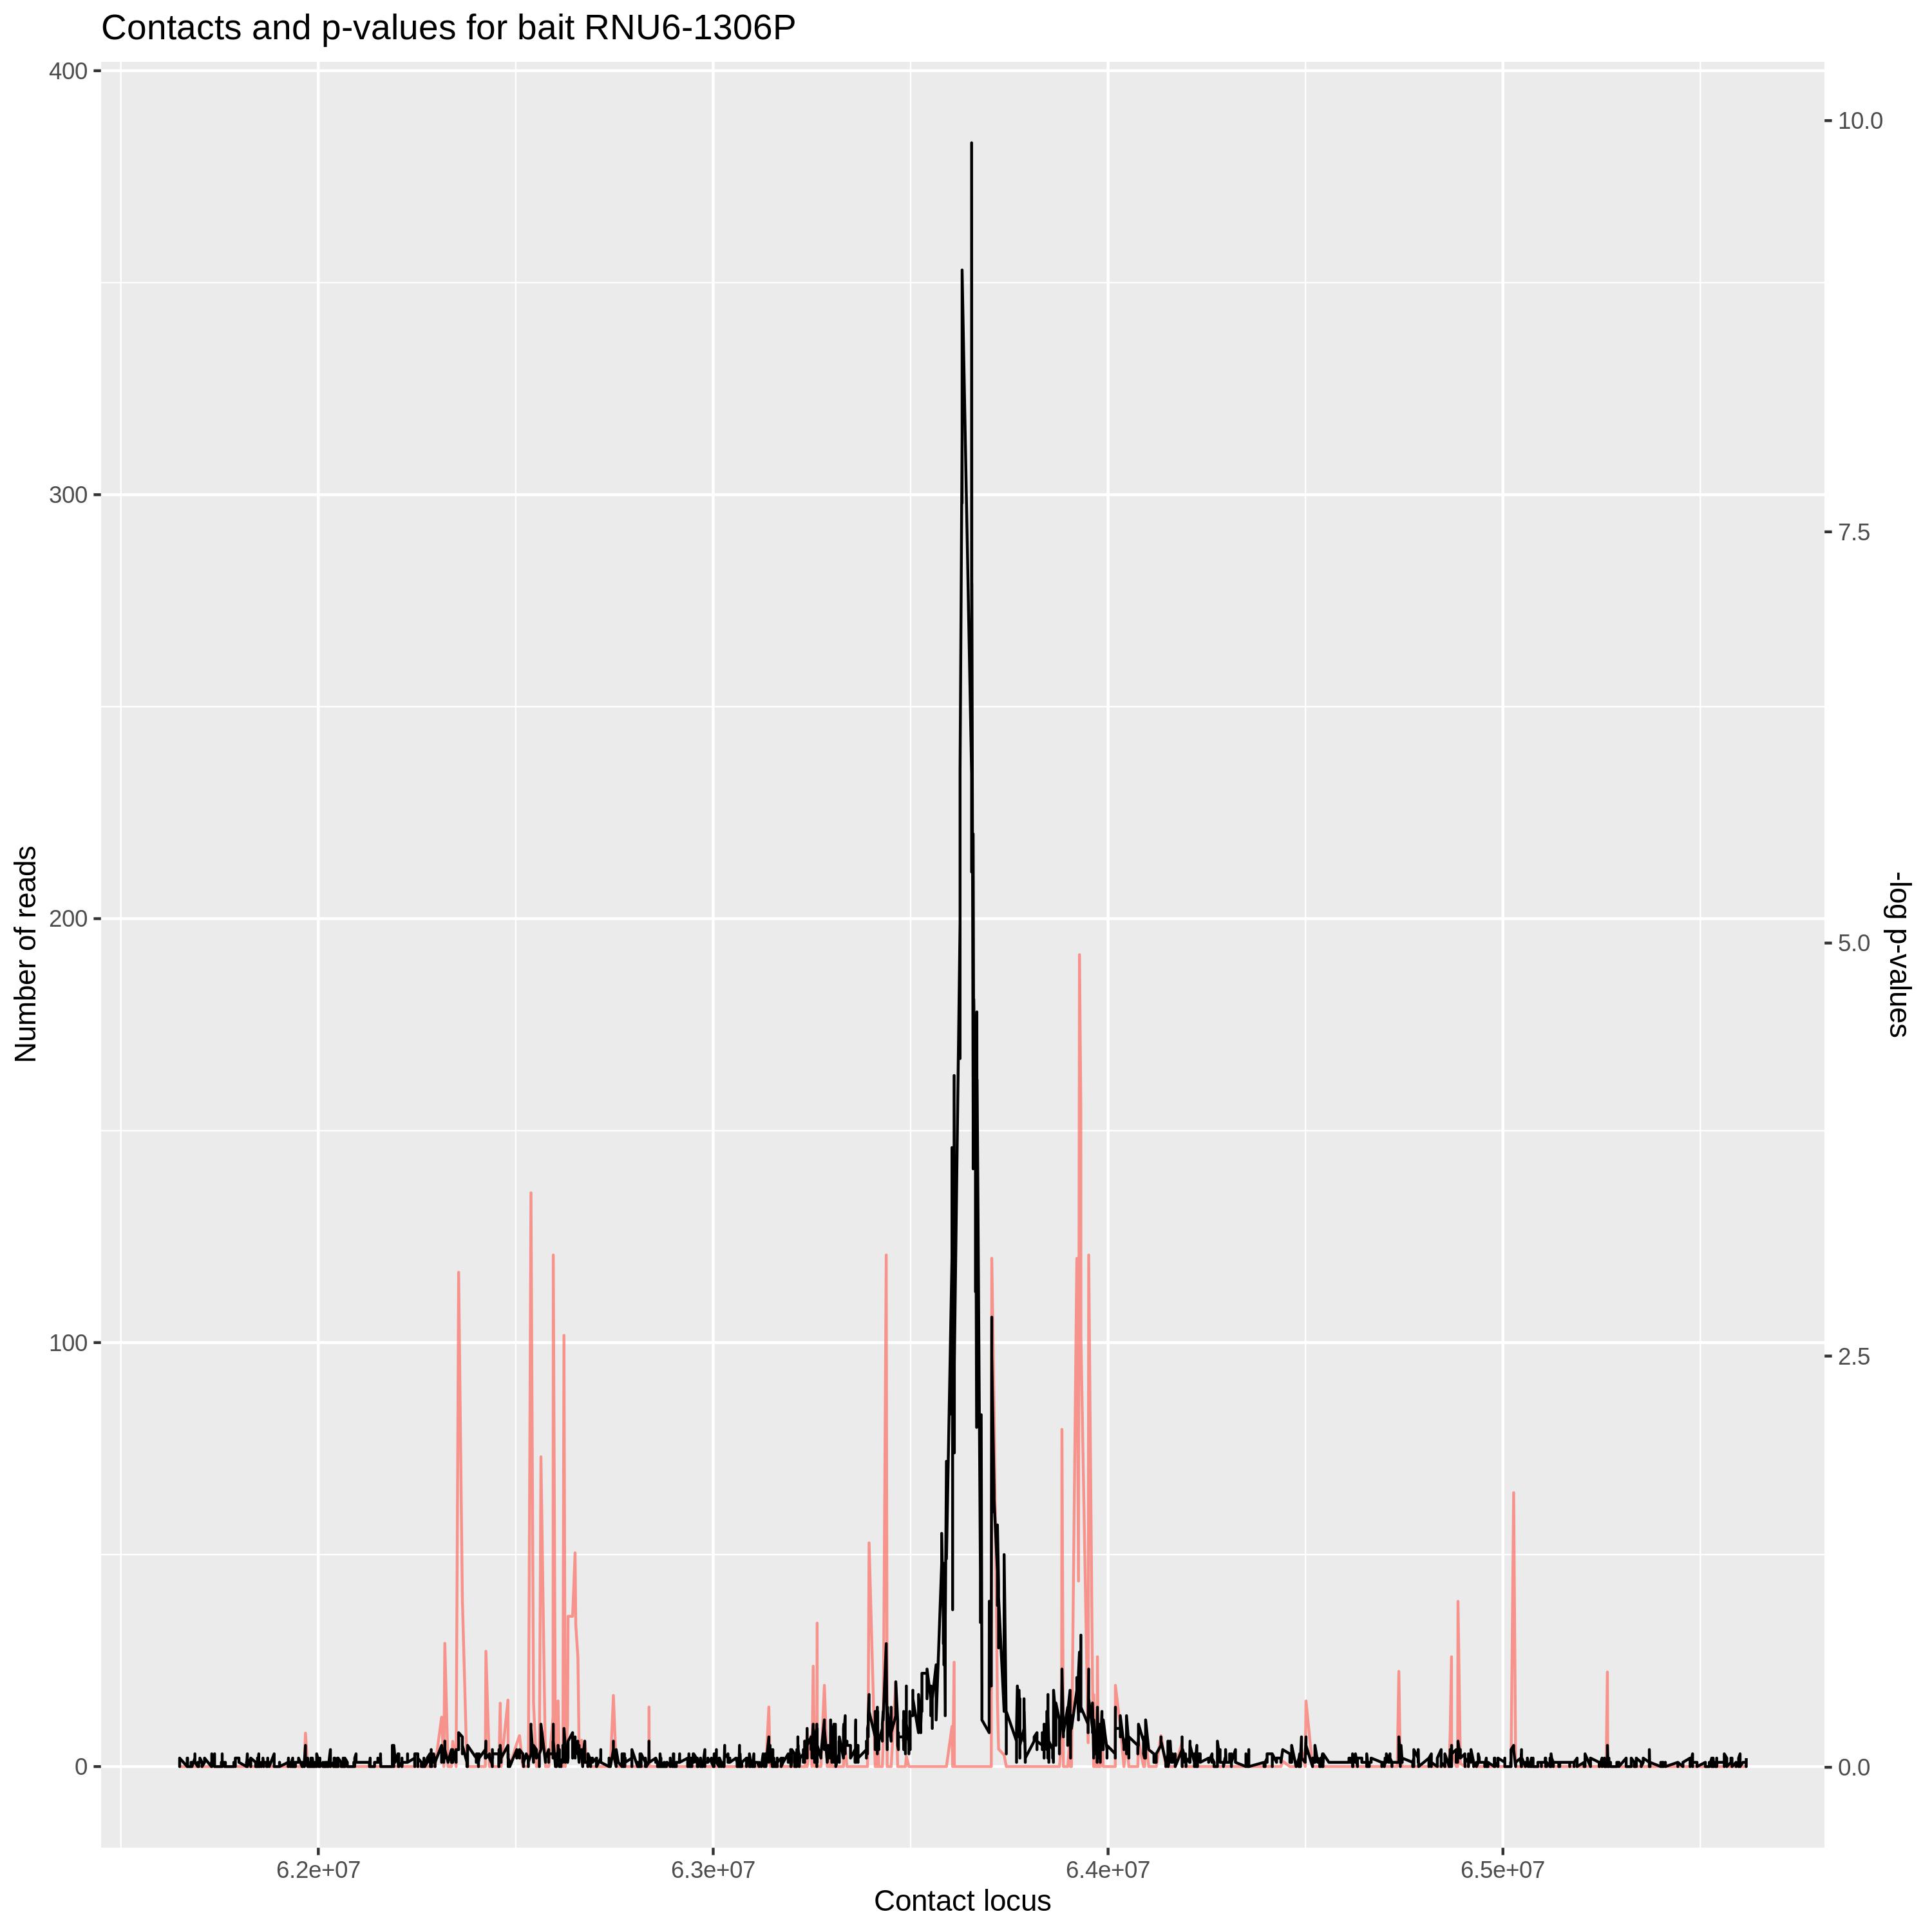 Contacts and p-values for bait RNU6-1306P
400
300
200
100
0
10.0
7.5
5.0
2.5
0.0
Number of reads
-log p-values
6.2e+07
6.3e+07
6.4e+07
6.5e+07
Contact locus